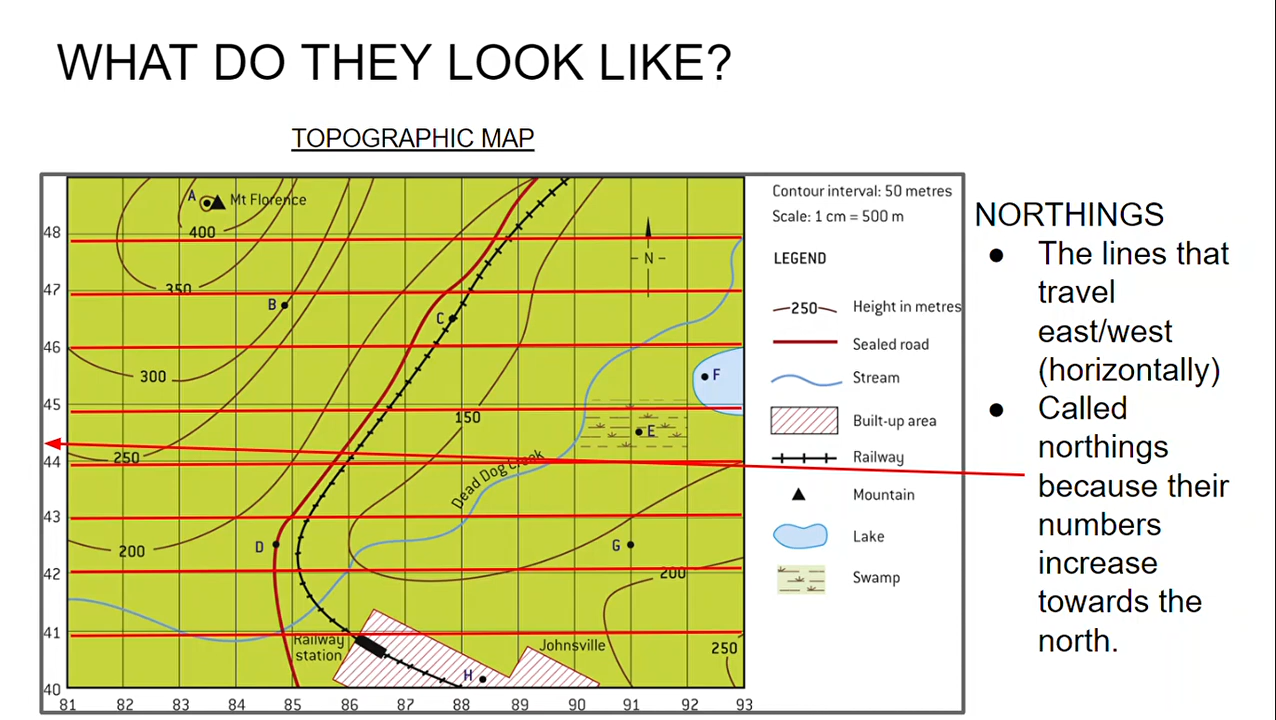 WHAT DO THEY LOOK LIKE?
TOPOGRAPHIC MAP
A
Mt Florence
400
48
350
47
B
C
46
300
F
45
150
E
250
44
Dead Dog Creek
43
D
G
200
200
42
41
Railway
station
Johnsville
250
H
40
81 82 83 84 85 86 87 88 89 90 91 92 93
N
Contour interval: 50 metres
Scale: 1 cm = 500 m
LEGEND
250 Height in metres
Sealed road
Stream
Built-up area
Railway
Mountain
Lake
Swamp
NORTHINGS
● The lines that
travel
east/west
(horizontally)
● Called
northings
because their
numbers
increase
towards the
north.